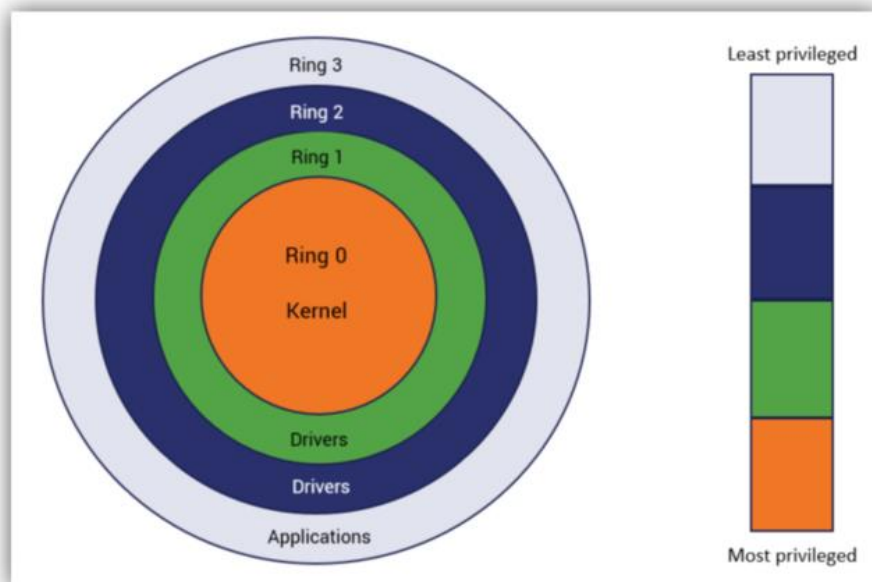 Least privileged
Ring 3
Ring 2
Ring 1
Ring 0
Kernel
Drivers
Drivers
Applications
Most privileged